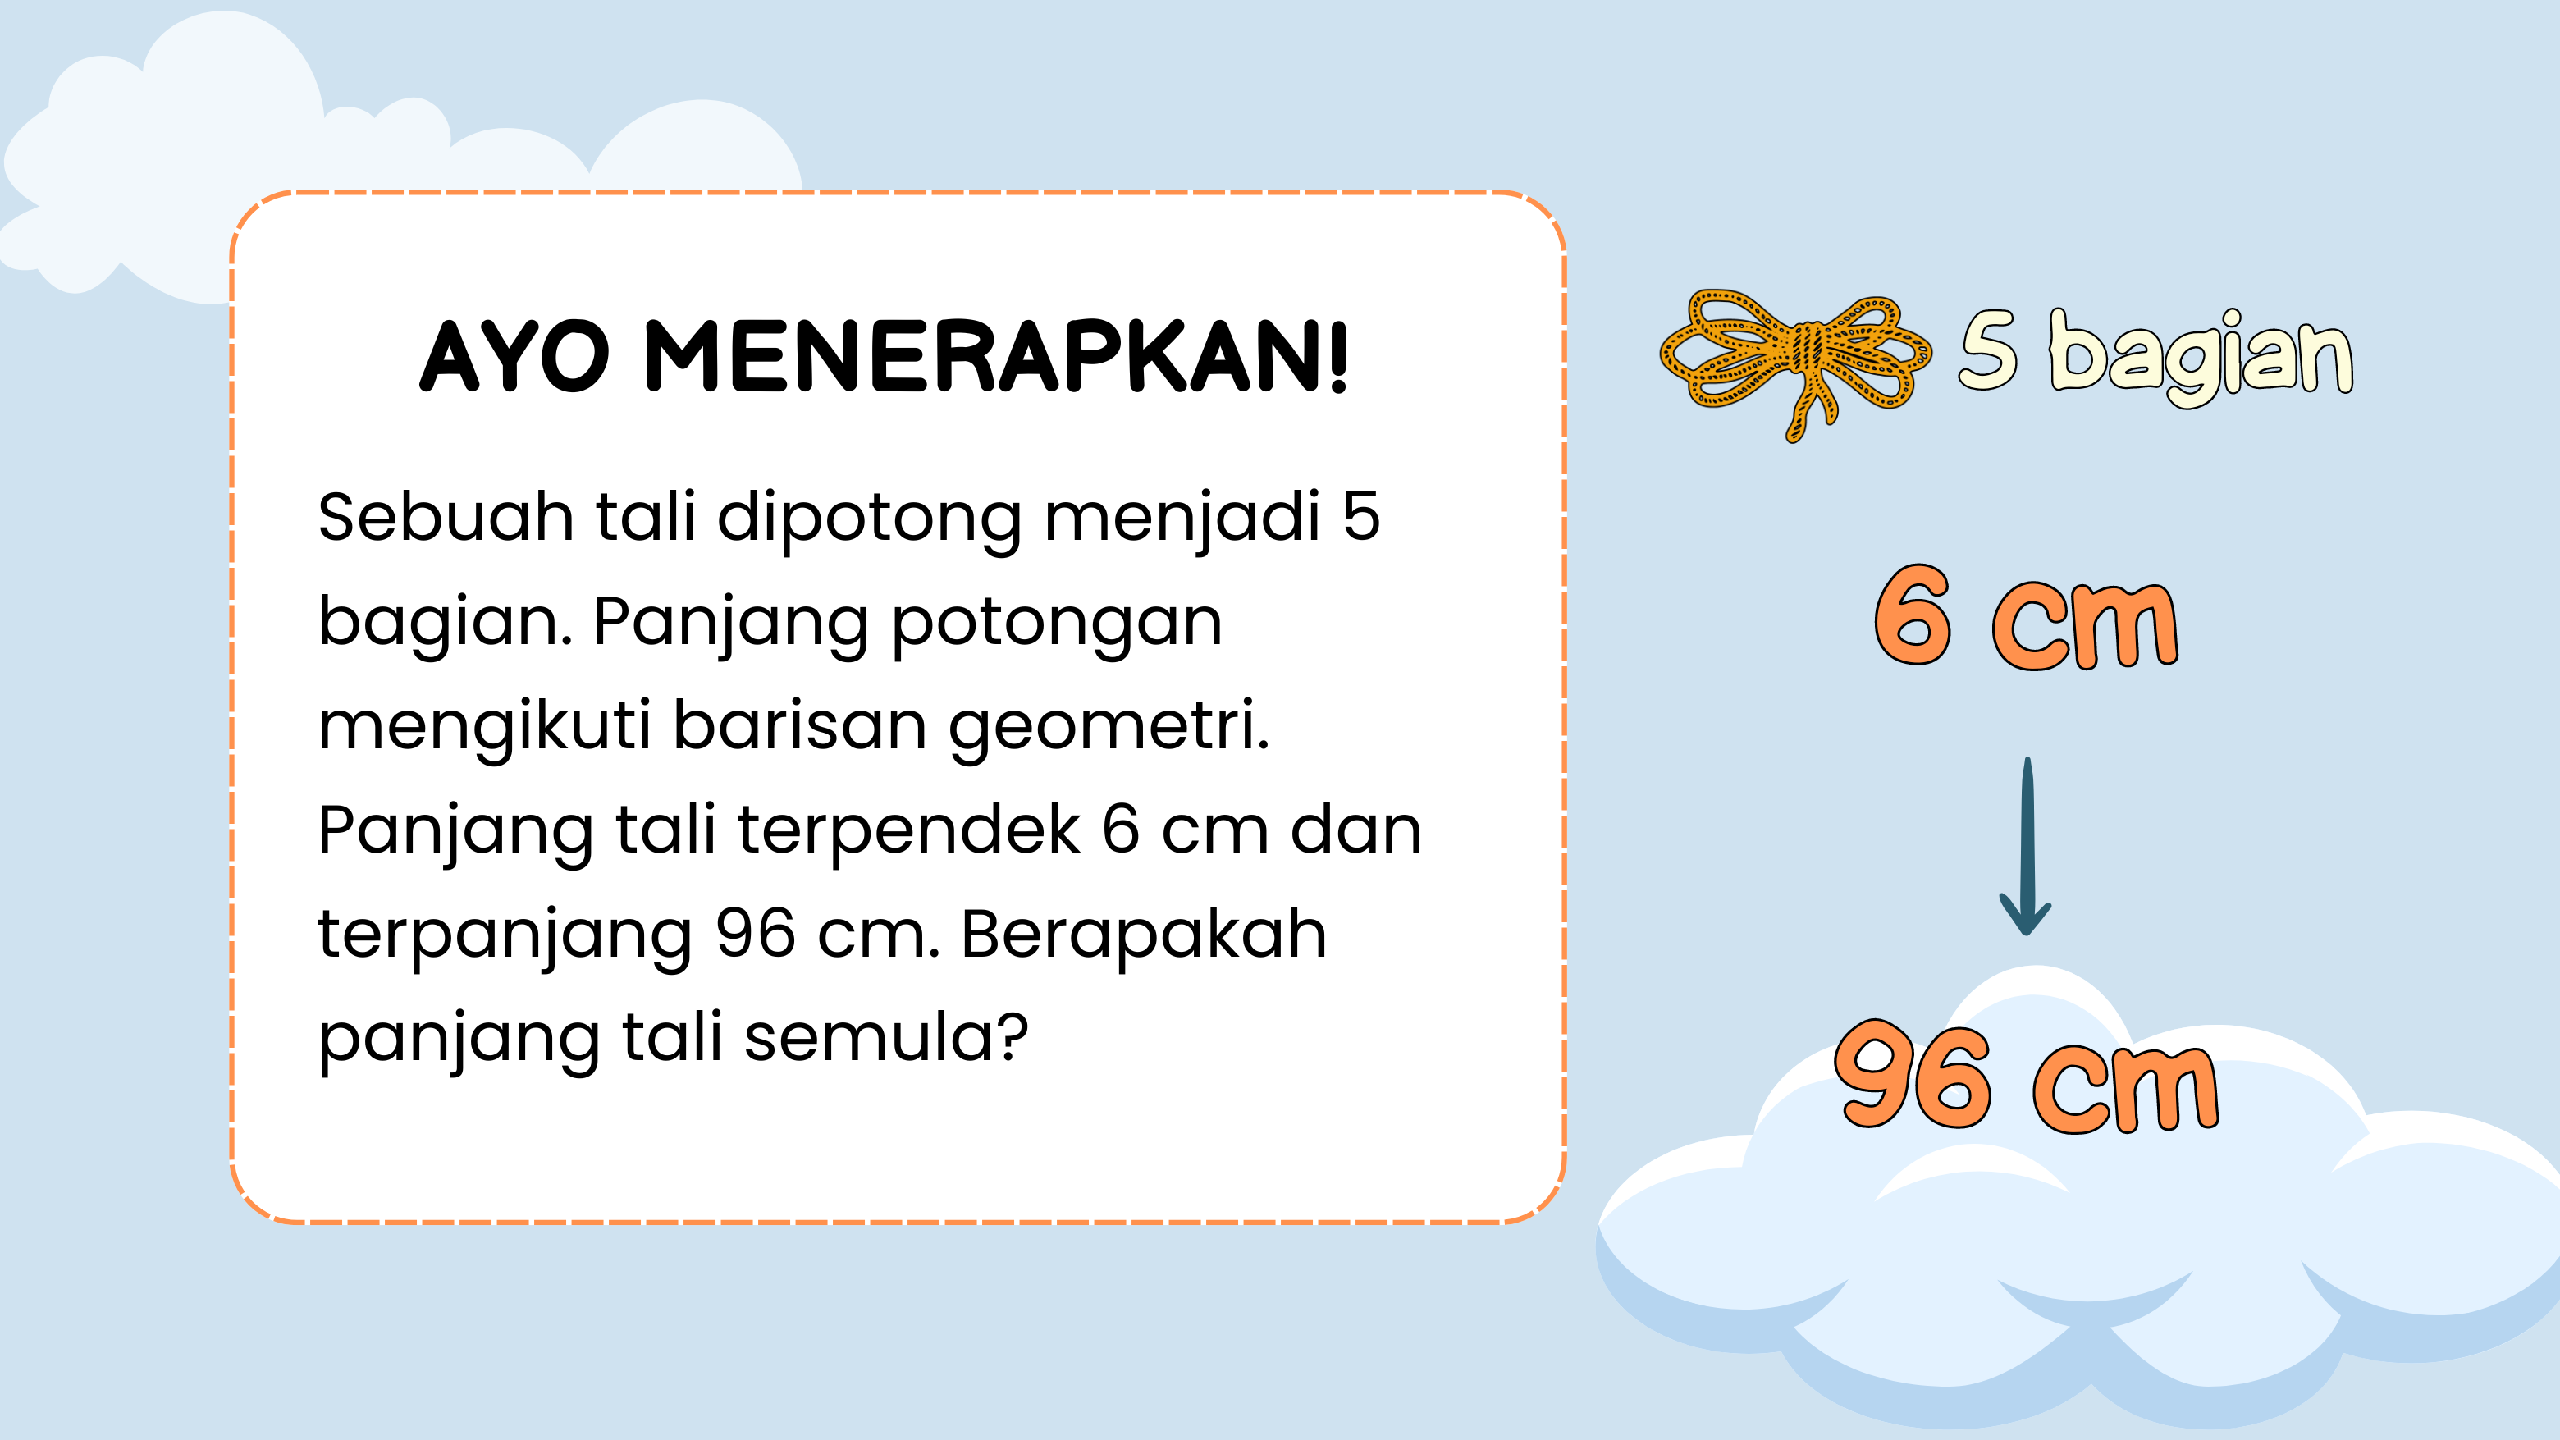 AYO MENERAPKAN!
Sebuah tali dipotong menjadi 5
bagian. Panjang potongan
mengikuti barisan geometri.
Panjang tali terpendek 6 cm dan
terpanjang 96 cm. Berapakah
panjang tali semula?
5 bagian
6 cm
96 cm